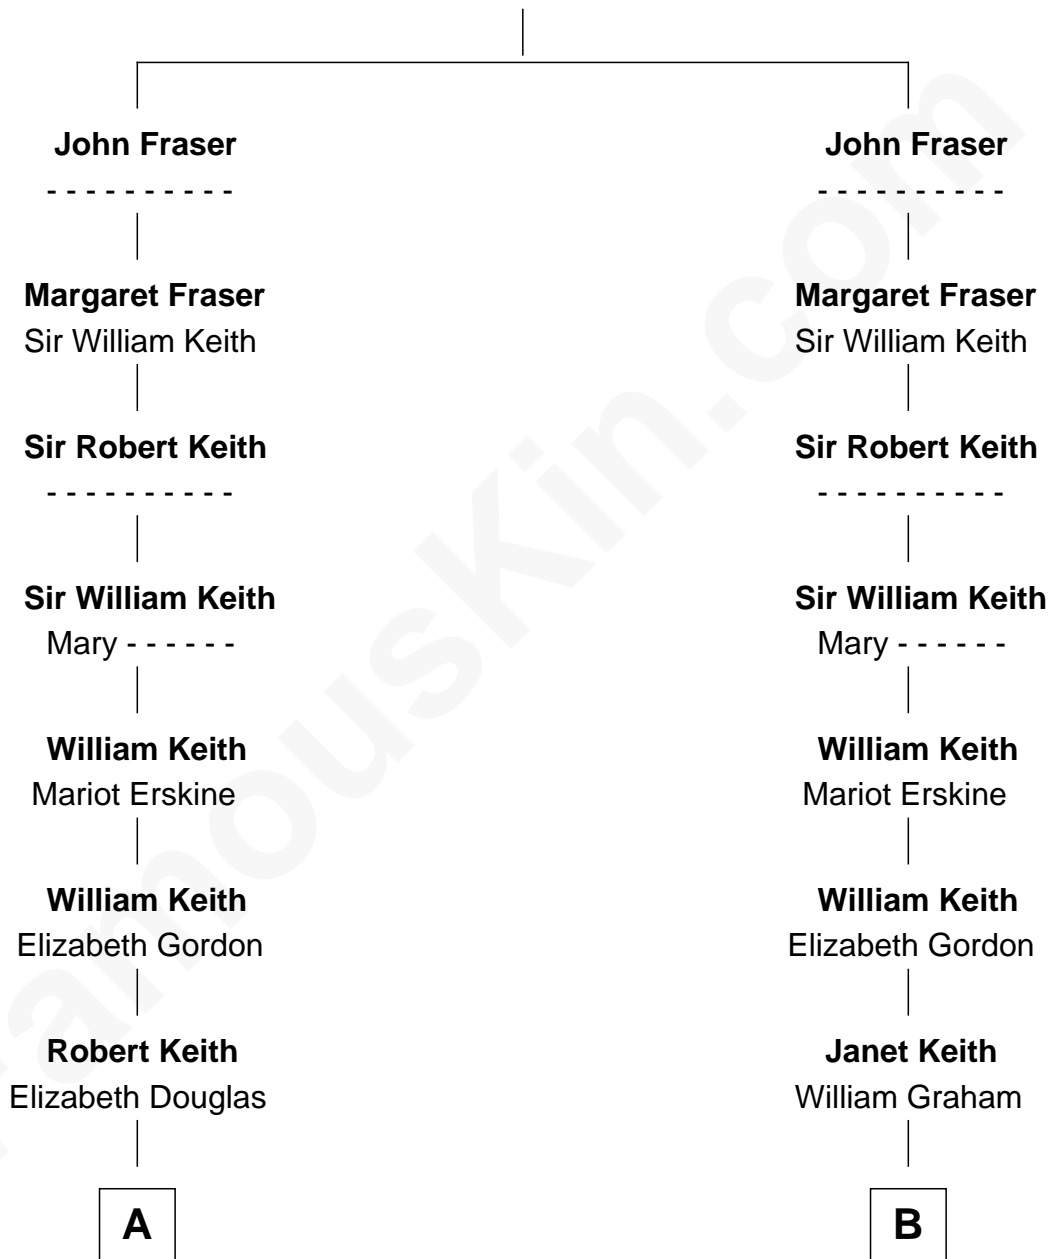 John Fraser John Fraser
- - - - - - - - - - - - - - - - - - - -
Margaret Fraser Margaret Fraser
Sir William Keith Sir William Keith
Sir Robert Keith Sir Robert Keith
- - - - - - - - - - - - - - - - - - - -
Sir William Keith Sir William Keith
Mary - - - - - - Mary - - - - - -
William Keith William Keith
Mariot Erskine Mariot Erskine
William Keith William Keith
Elizabeth Gordon Elizabeth Gordon
Robert Keith Janet Keith
Elizabeth Douglas William Graham
A B
FamousKin.com